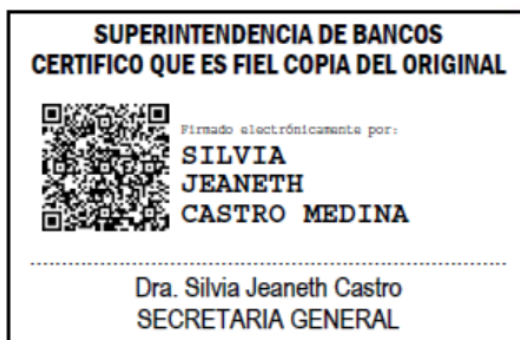 SUPERINTENDENCIA DE BANCOS
CERTIFICO QUE ES FIEL COPIA DEL ORIGINAL
Firmado electrónicamente por:
SILVIA
JEANETH
CASTRO MEDINA
Dra. Silvia Jeaneth Castro
SECRETARIA GENERAL